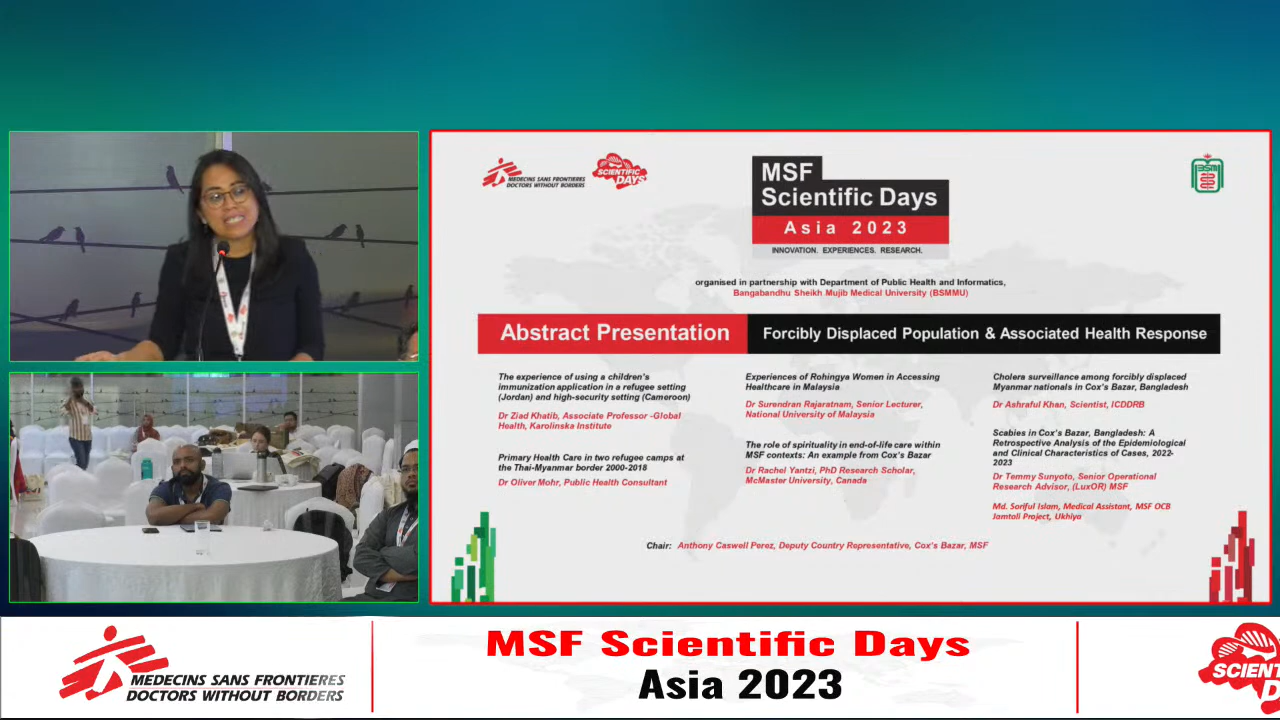 MEDECINS SANS FRONTIERES
DOCTORS WITHOUT BORDERS
SCIENTIFIC
DAYS
MSF
Scientific Days
Asia 2023
INNOVATION. EXPERIENCES. RESEARCH.
organised in partnership with Department of Public Health and Informatics,
Bangabandhu Sheikh Mujib Medical University (BSMMU)
Abstract Presentation
Forcibly Displaced Population & Associated Health Response
The experience of using a children's
immunization application in a refugee setting
(Jordan) and high-security setting (Cameroon)
Dr Ziad Khatib, Associate Professor -Global
Health, Karolinska Institute
Primary Health Care in two refugee camps at
the Thai-Myanmar border 2000-2018
Dr Oliver Mohr, Public Health Consultant
Experiences of Rohingya Women in Accessing
Healthcare in Malaysia
Dr Surendran Rajaratnam, Senior Lecturer,
National University of Malaysia
The role of spirituality in end-of-life care within
MSF contexts: An example from Cox's Bazar
Dr Rachel Yantzi, PhD Research Scholar,
McMaster University, Canada
Cholera surveillance among forcibly displaced
Myanmar nationals in Cox's Bazar, Bangladesh
Dr Ashraful Khan, Scientist, ICDDRB
Scabies in Cox's Bazar, Bangladesh: A
Retrospective Analysis of the Epidemiological
and Clinical Characteristics of Cases, 2022-
2023
Dr Temmy Sunyoto, Senior Operational
Research Advisor, (LuxOR) MSF
Md. Soriful Islam, Medical Assistant, MSF OCB
Jamtoli Project, Ukhiya
Chair: Anthony Caswell Perez, Deputy Country Representative, Cox's Bazar, MSF
MEDECINS SANS FRONTIERES
DOCTORS WITHOUT BORDERS
MSF Scientific Days
Asia 2023
SCIENT
D